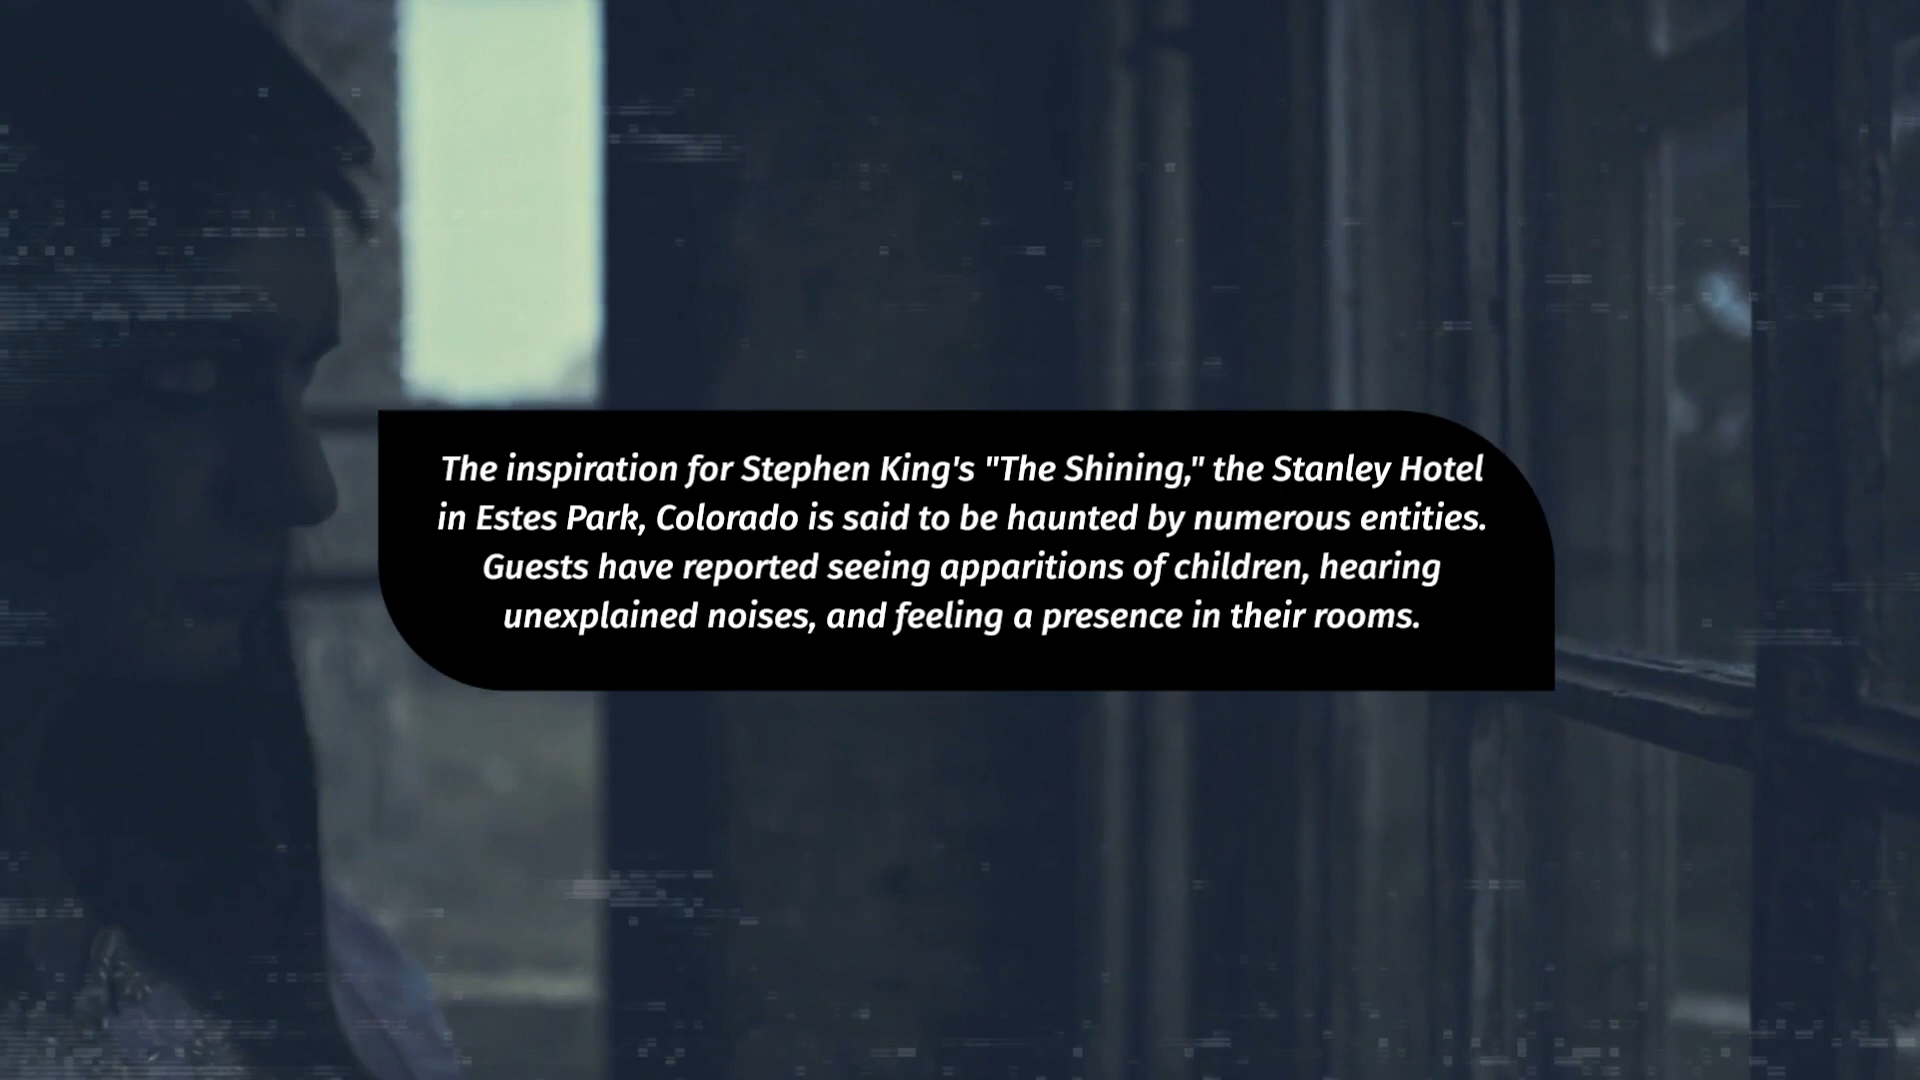 The inspiration for Stephen King's "The Shining," the Stanley Hotel
in Estes Park, Colorado is said to be haunted by numerous entities.
Guests have reported seeing apparitions of children, hearing
unexplained noises, and feeling a presence in their rooms.